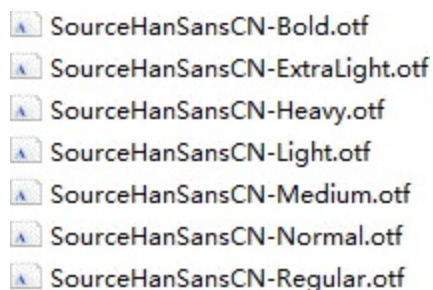 SourceHanSansCN-Bold.otf
SourceHanSansCN-ExtraLight.otf
SourceHanSansCN-Heavy.otf
SourceHanSansCN-Light.otf
SourceHanSansCN-Medium.otf
SourceHanSansCN-Normal.otf
SourceHanSansCN-Regular.otf